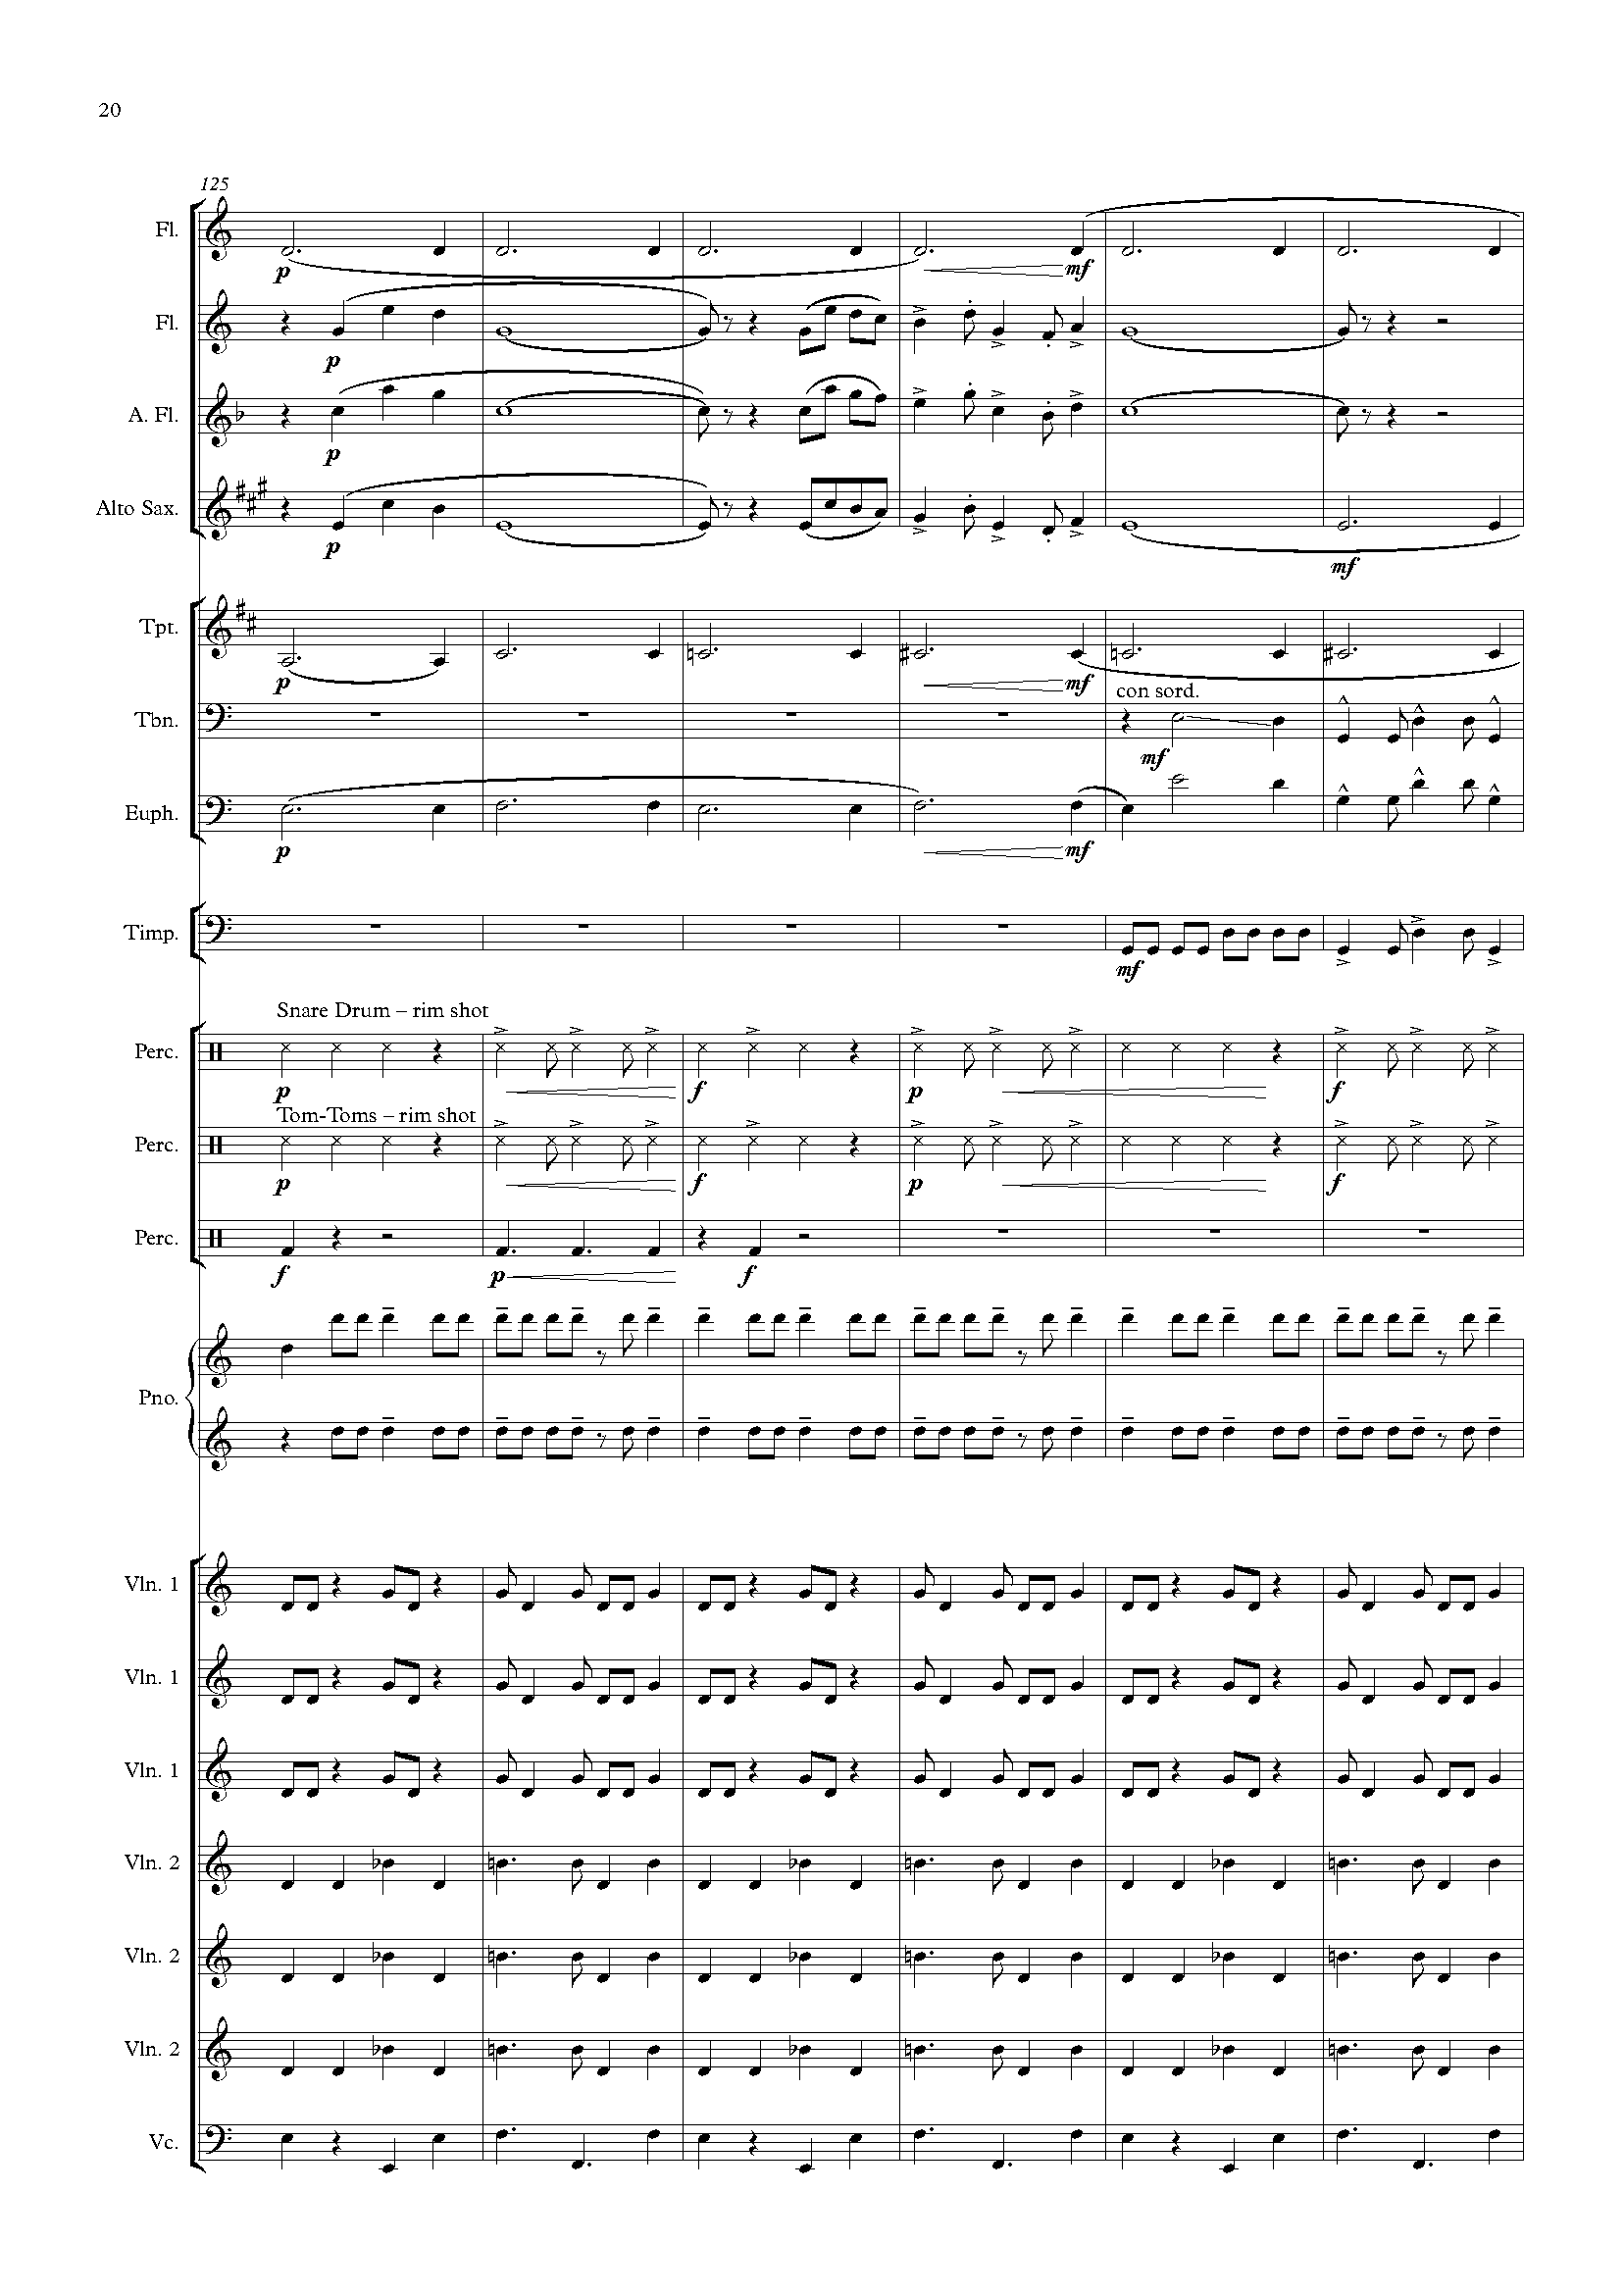 20
125
Fl.
p
mf
Fl.
p
A. Fl.
p
Alto Sax.
p
mf
Tpt.
p
mf
con sord.
Tbn.
mf
Euph.
p
mf
Timp.
mf
Snare Drum – rim shot
Perc.
p
f
p
f
Tom-Toms – rim shot
Perc.
p
f
p
f
Perc.
f
p
f
Pno.
Vln. 1
Vln. 1
Vln. 1
Vln. 2
Vln. 2
Vln. 2
Vc.